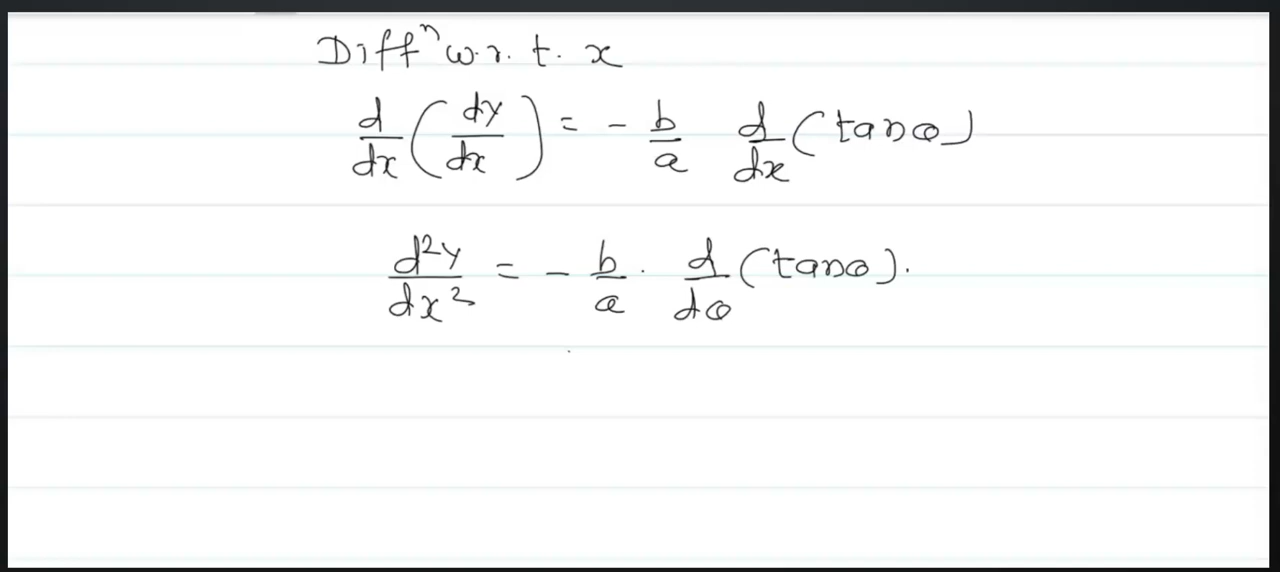 Diffⁿ w.r.t. x
d/dx (dy/dx) = - b/a d/dx (tanθ)
d²y/dx² = - b/a . d/dθ (tanθ).